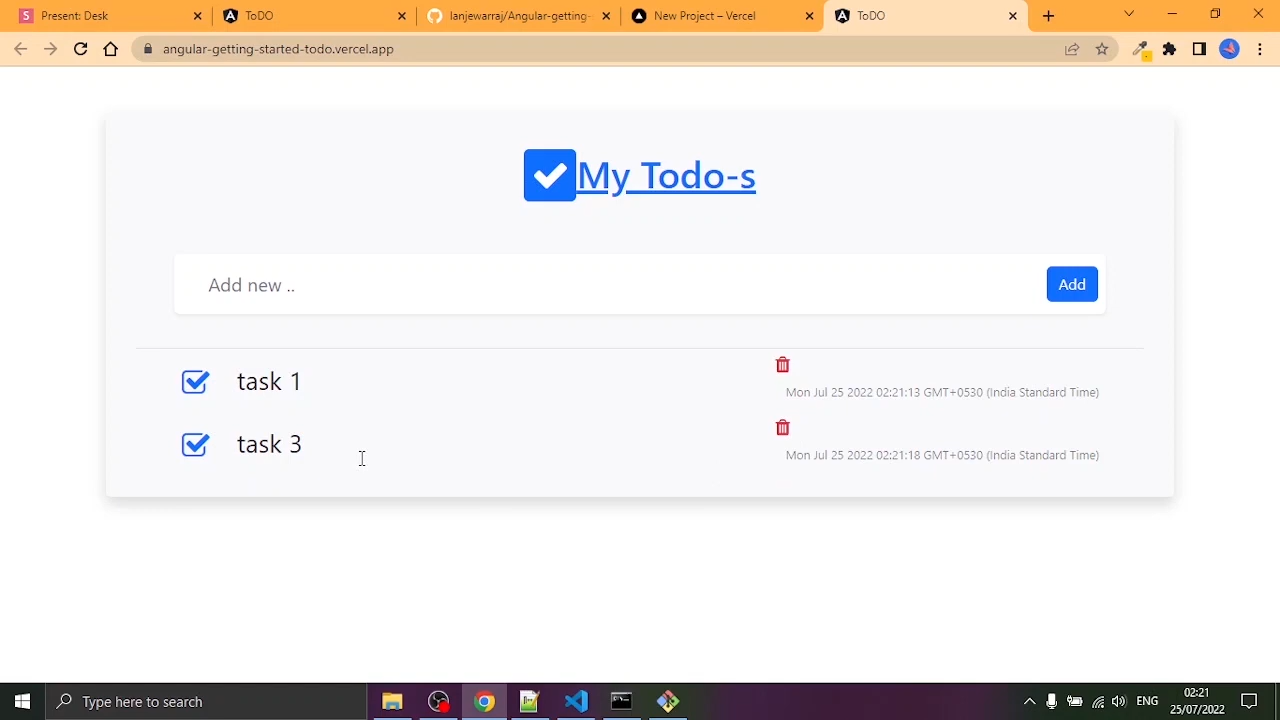 Present: Desk
ToDO
lanjewarraj/Angular-getting-
New Project – Vercel
ToDO
angular-getting-started-todo.vercel.app
My Todo-s
Add new ..
Add
task 1
Mon Jul 25 2022 02:21:13 GMT+0530 (India Standard Time)
task 3
Mon Jul 25 2022 02:21:18 GMT+0530 (India Standard Time)
Type here to search
ENG
02:21
25/07/2022